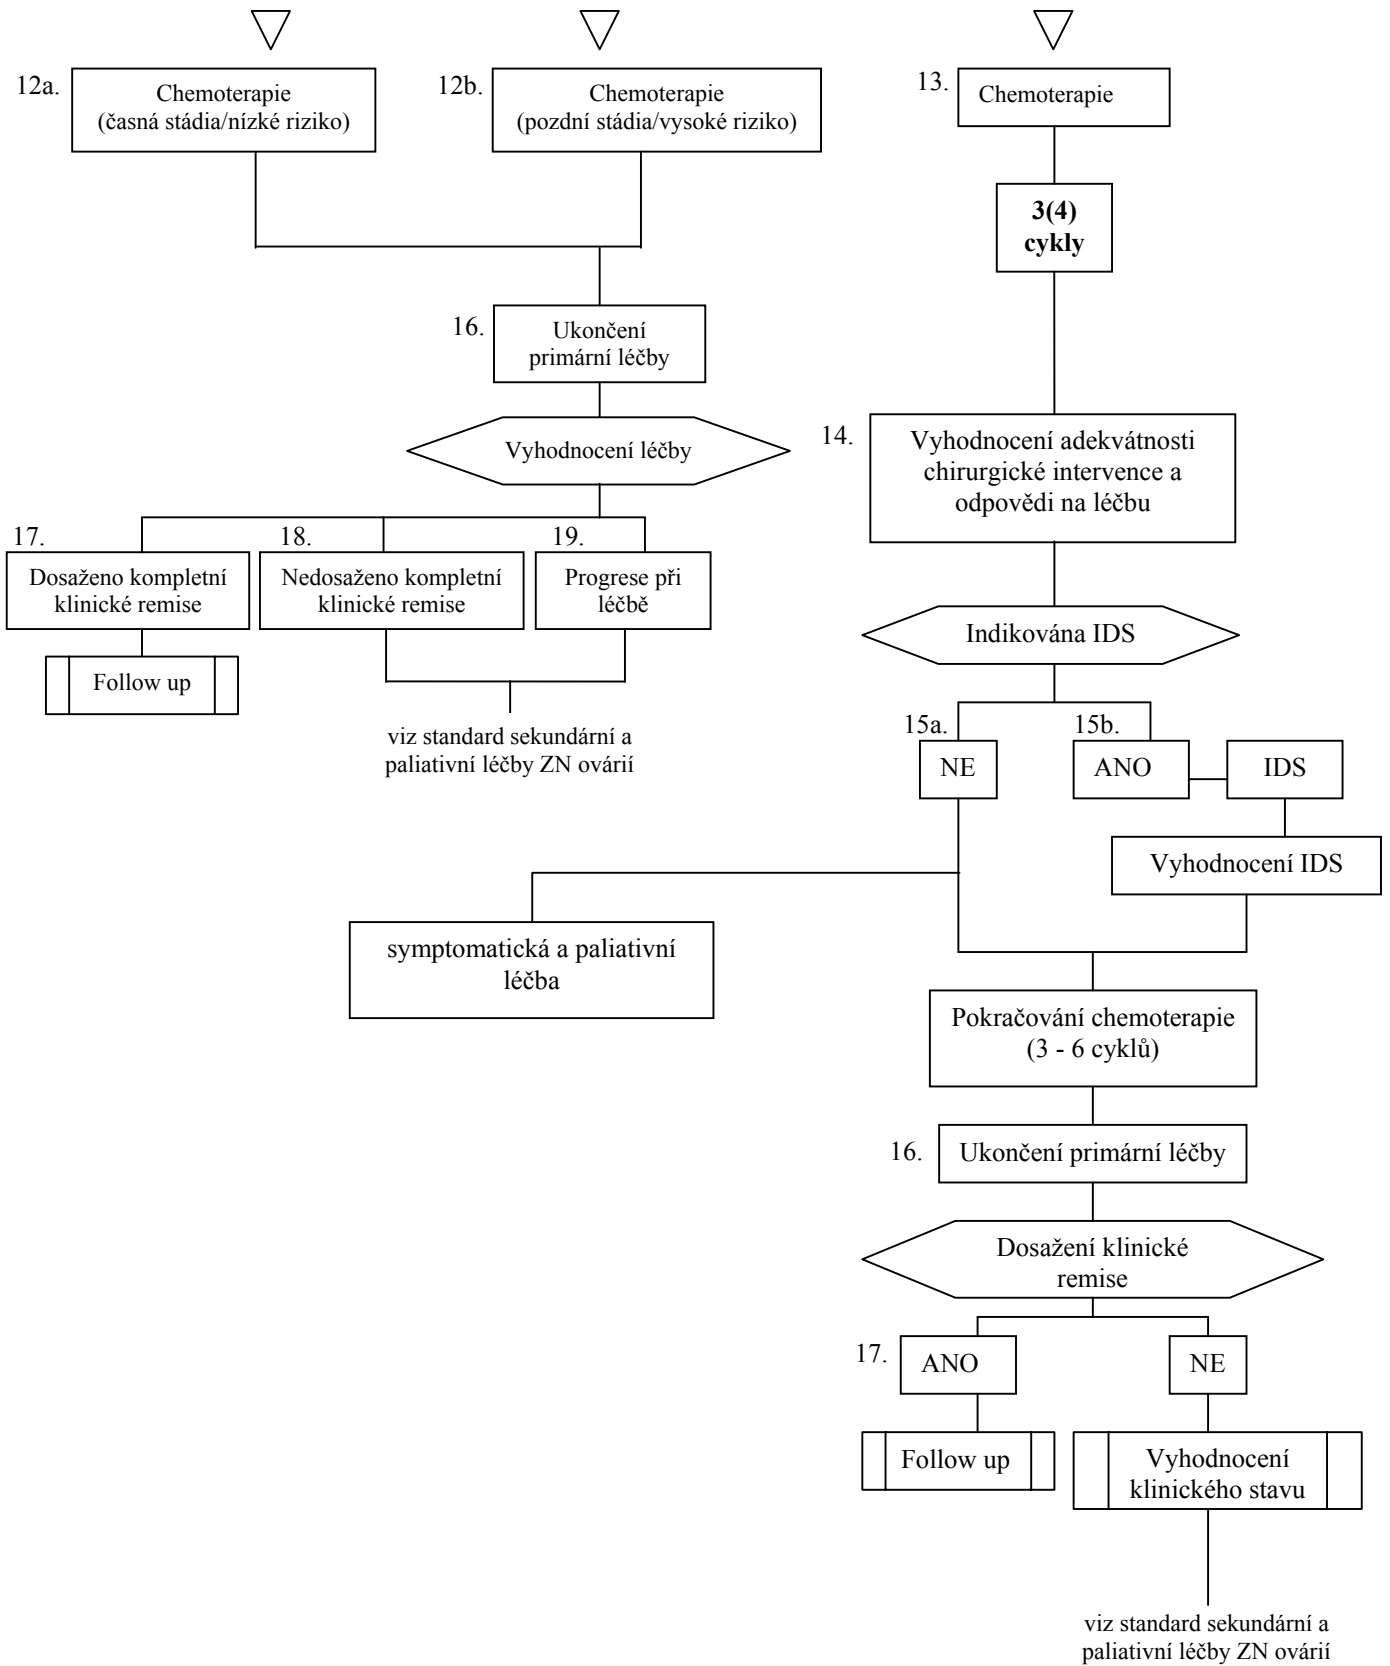 12a.
Chemoterapie
(časná stádia/nízké riziko)
12b.
Chemoterapie
(pozdní stádia/vysoké riziko)
13.
Chemoterapie
3(4)
cykly
16.
Ukončení
primární léčby
Vyhodnocení léčby
14.
Vyhodnocení adekvátnosti
chirurgické intervence a
odpovědi na léčbu
17.
Dosaženo kompletní
klinické remise
18.
Nedosaženo kompletní
klinické remise
19.
Progrese při
léčbě
Follow up
viz standard sekundární a
paliativní léčby ZN ovárií
Indikována IDS
15a.
NE
15b.
ANO
IDS
Vyhodnocení IDS
symptomatická a paliativní
léčba
Pokračování chemoterapie
(3 - 6 cyklů)
16.
Ukončení primární léčby
Dosažení klinické
remise
17.
ANO
NE
Follow up
Vyhodnocení
klinického stavu
viz standard sekundární a
paliativní léčby ZN ovárií